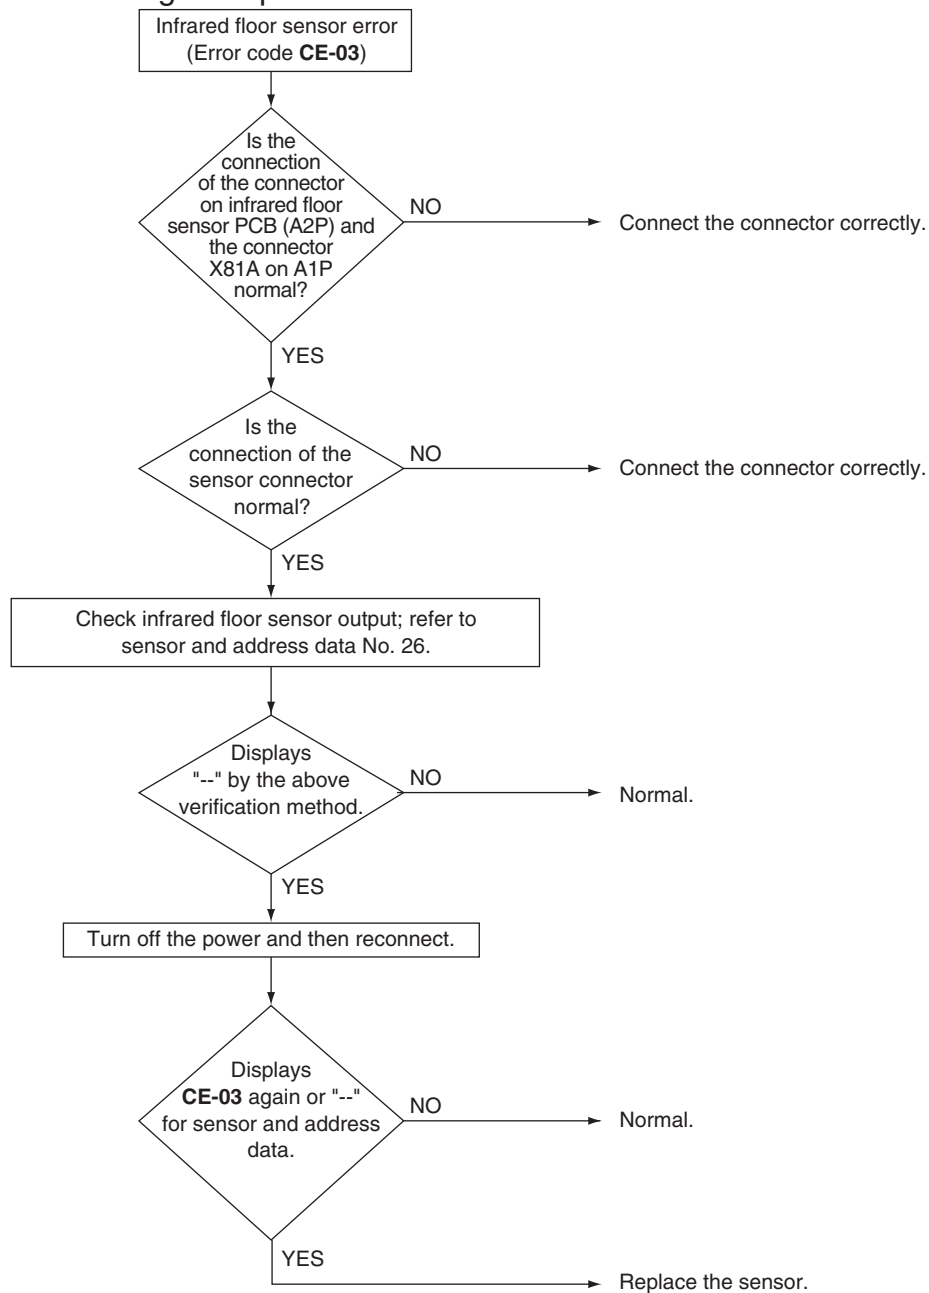 Infrared floor sensor error
(Error code CE-03)
Is the
connection
of the connector
on infrared floor
sensor PCB (A2P) and
the connector
X81A on A1P
normal?
NO
Connect the connector correctly.
YES
Is the
connection of the
sensor connector
normal?
NO
Connect the connector correctly.
YES
Check infrared floor sensor output; refer to
sensor and address data No. 26.
Displays
"--" by the above
verification method.
NO
Normal.
YES
Turn off the power and then reconnect.
Displays
CE-03 again or "--"
for sensor and address
data.
NO
Normal.
YES
Replace the sensor.